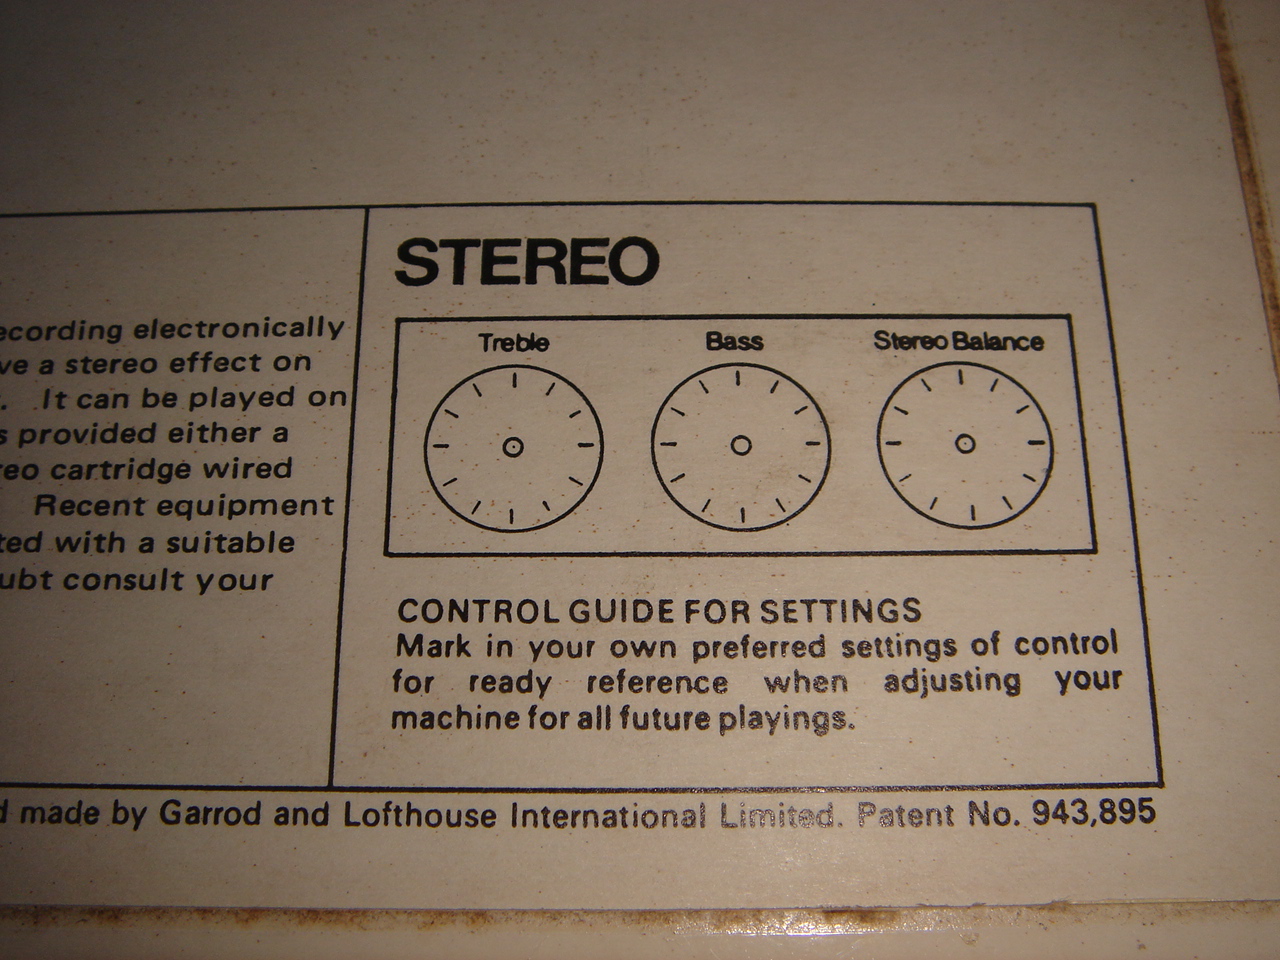 ecording electronically
ve a stereo effect on
. It can be played on
s provided either a
reo cartridge wired
Recent equipment
ted with a suitable
ubt consult your
STEREO
Treble Bass Stereo Balance
CONTROL GUIDE FOR SETTINGS
Mark in your own preferred settings of control
for ready reference when adjusting your
machine for all future playings.
d made by Garrod and Lofthouse International Limited. Patent No. 943,895